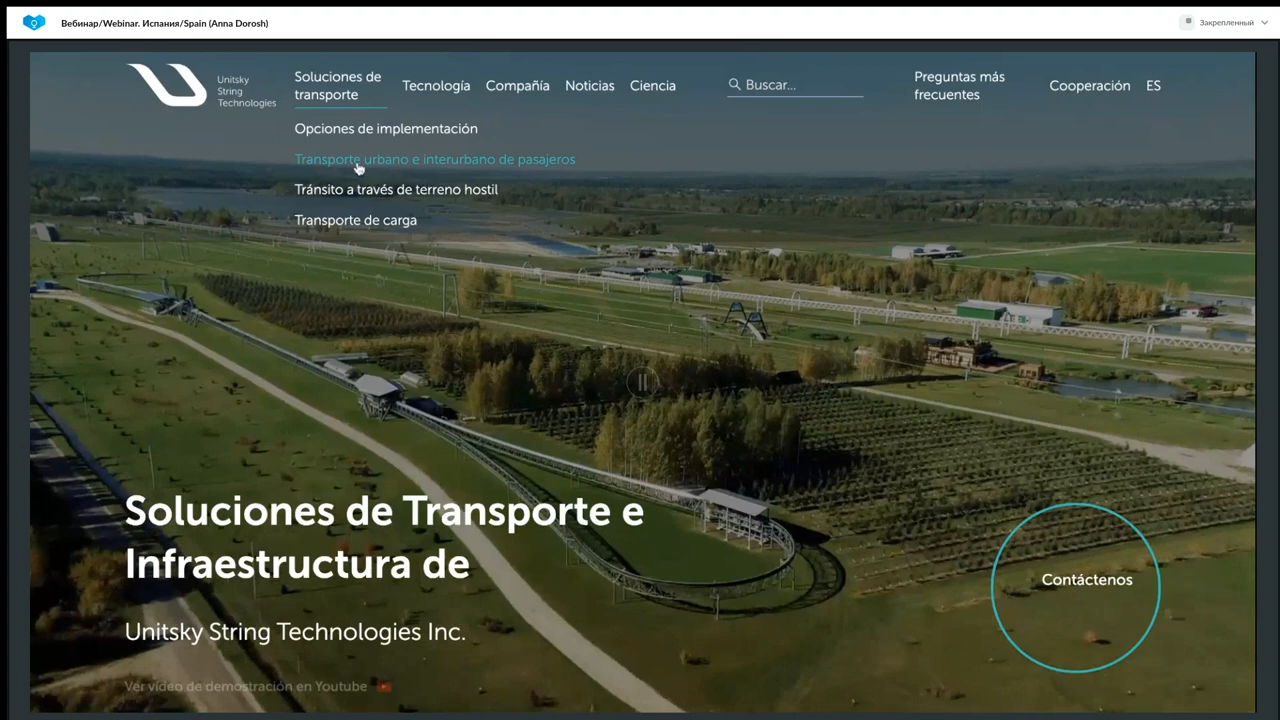 Вебинар/Webinar. Испания/Spain (Anna Dorosh)
Закрепленный
Unitsky
String
Technologies
Soluciones de
transporte
Tecnología
Compañía
Noticias
Ciencia
Buscar...
Preguntas más
frecuentes
Cooperación
ES
Opciones de implementación
Transporte urbano e interurbano de pasajeros
Tránsito a través de terreno hostil
Transporte de carga
Soluciones de Transporte e
Infraestructura de
Contáctenos
Unitsky String Technologies Inc.
Ver vídeo de demostración en Youtube